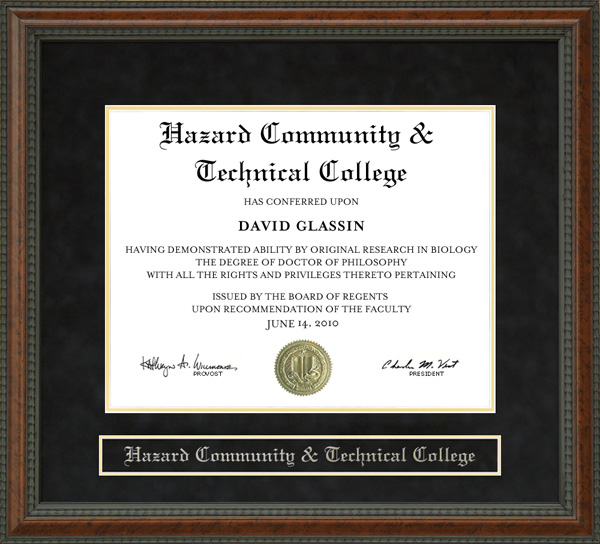 Hazard Community &
Technical College
HAS CONFERRED UPON
DAVID GLASSIN
HAVING DEMONSTRATED ABILITY BY ORIGINAL RESEARCH IN BIOLOGY
THE DEGREE OF DOCTOR OF PHILOSOPHY
WITH ALL THE RIGHTS AND PRIVILEGES THERETO PERTAINING
ISSUED BY THE BOARD OF REGENTS
UPON RECOMMENDATION OF THE FACULTY
JUNE 14, 2010
Charles M. Vest
PROVOST
PRESIDENT
Hazard Community & Technical College